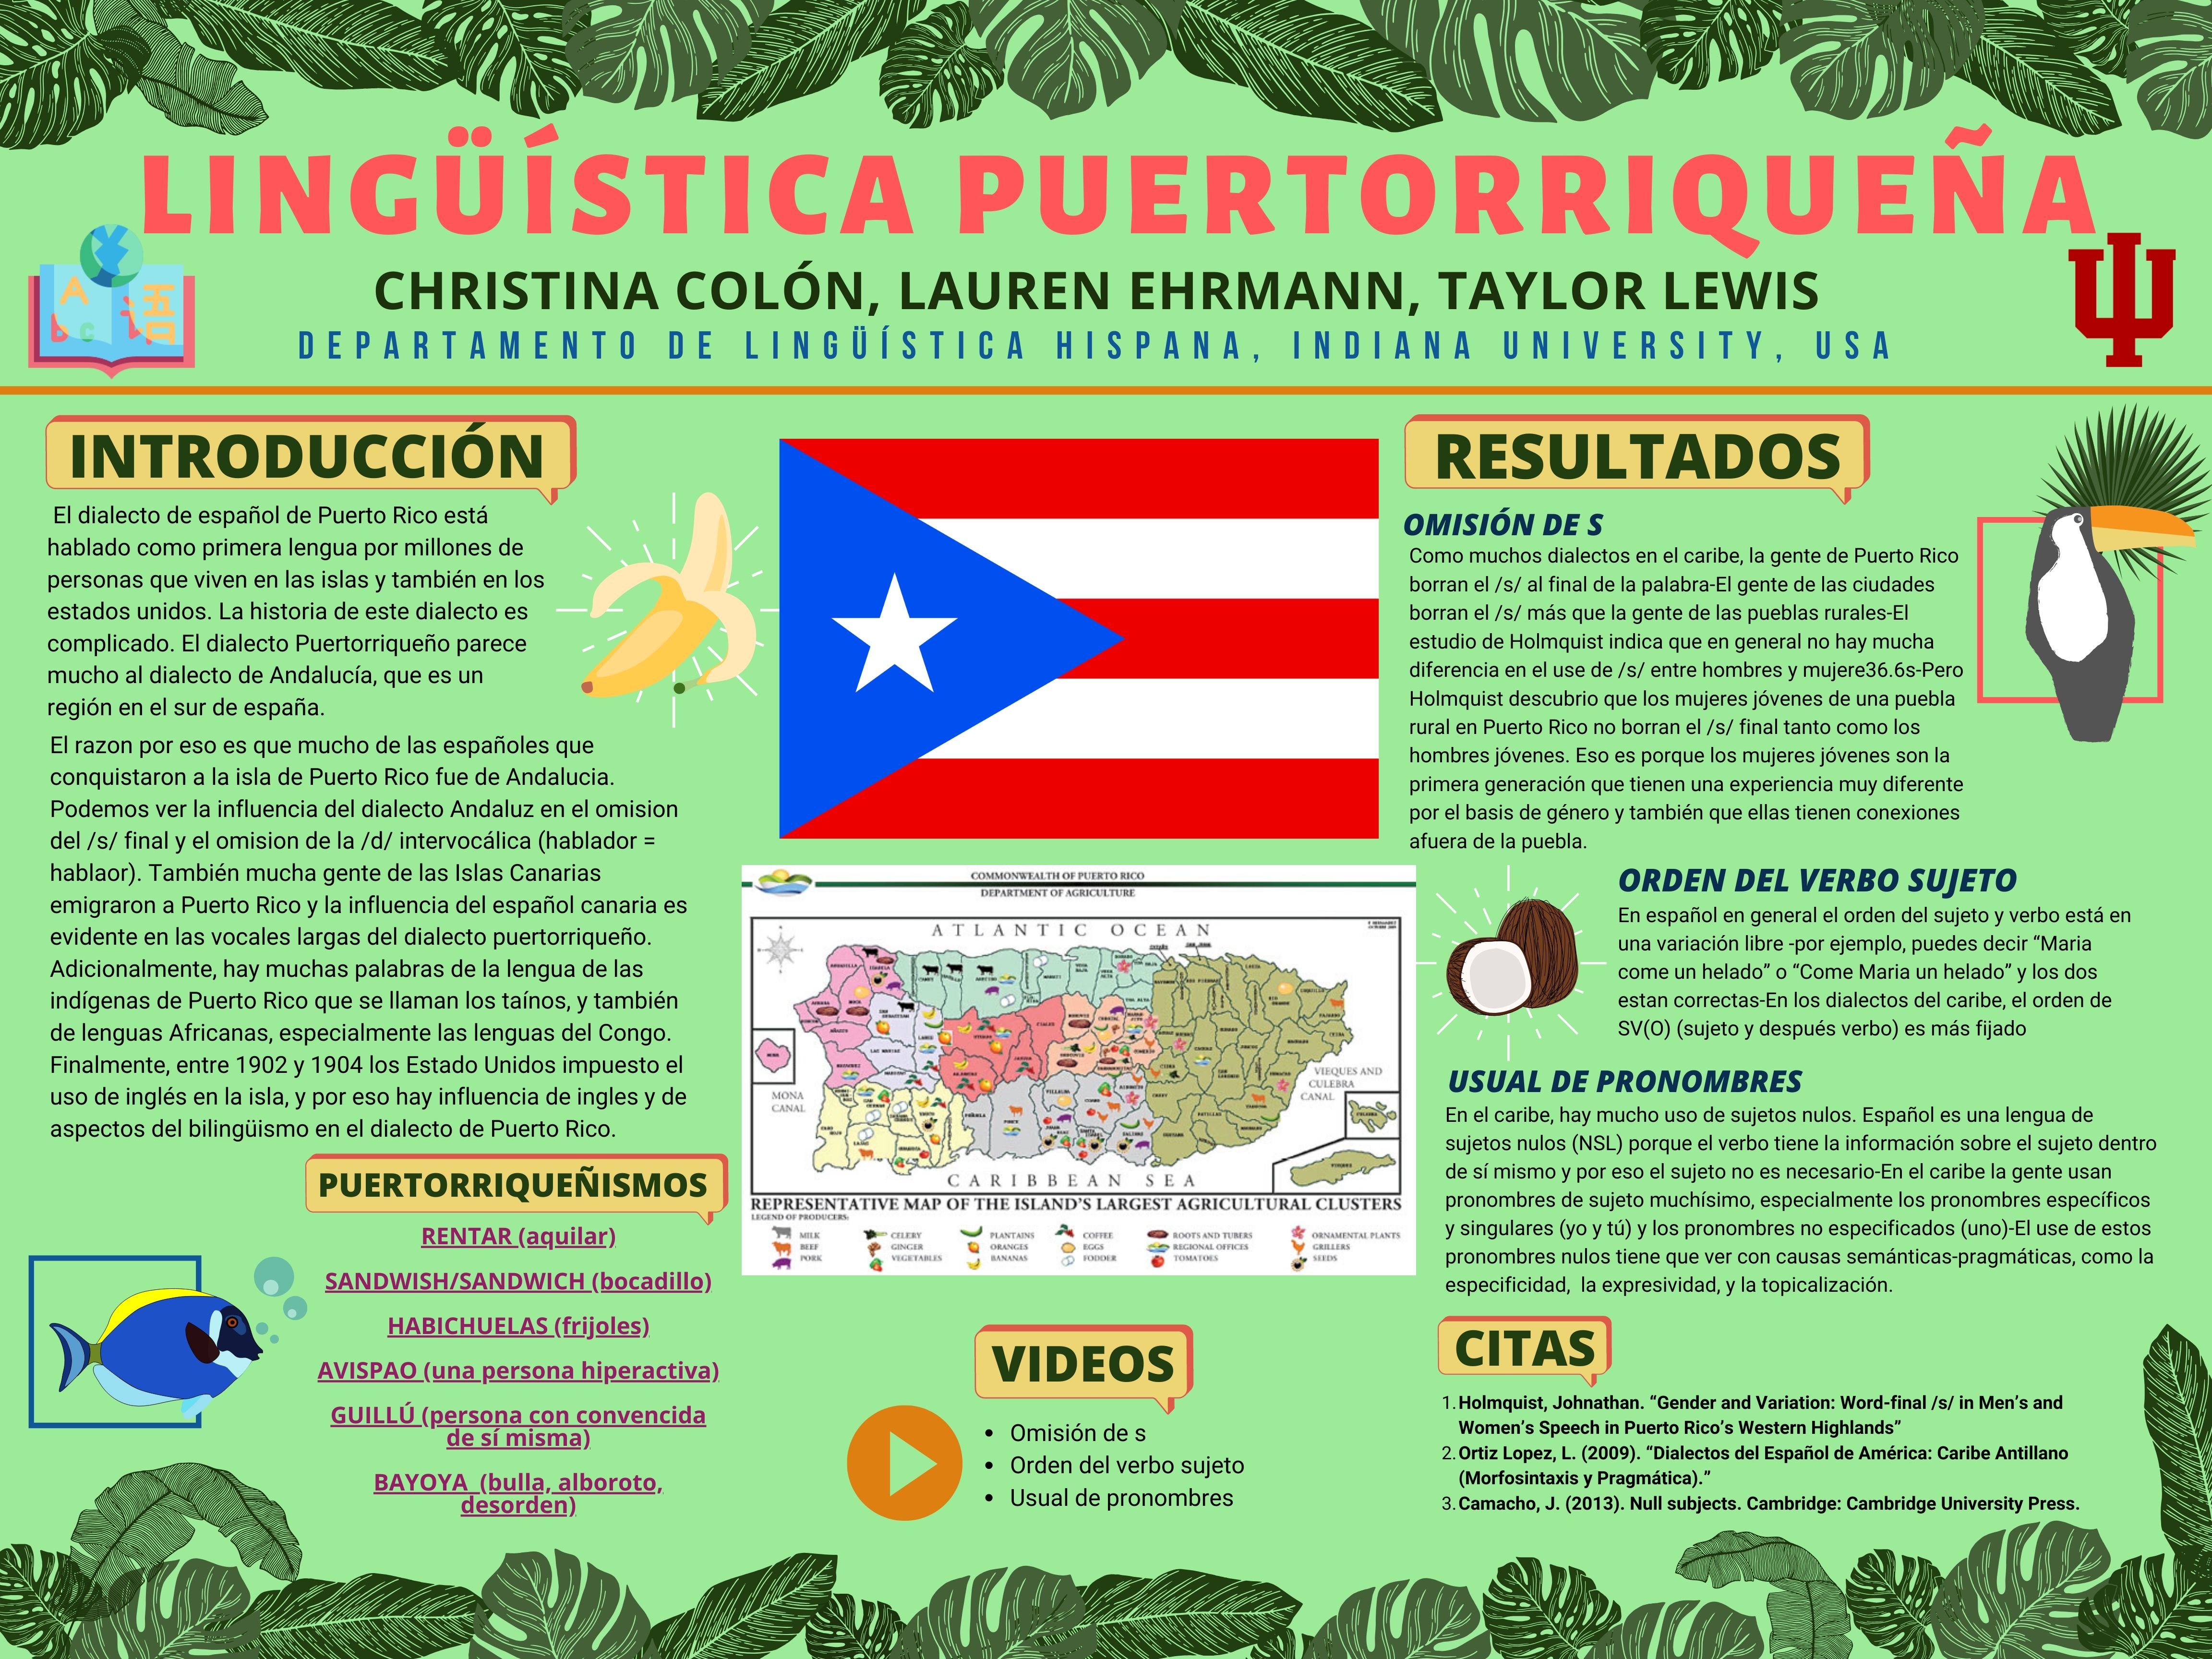 LINGÜÍSTICA PUERTORRIQUEÑA
CHRISTINA COLÓN, LAUREN EHRMANN, TAYLOR LEWIS
DEPARTAMENTO DE LINGÜÍSTICA HISPANA, INDIANA UNIVERSITY, USA
INTRODUCCIÓN
El dialecto de español de Puerto Rico está
hablado como primera lengua por millones de
personas que viven en las islas y también en los
estados unidos. La historia de este dialecto es
complicado. El dialecto Puertorriqueño parece
mucho al dialecto de Andalucía, que es un
región en el sur de españa.
El razon por eso es que mucho de las españoles que
conquistaron a la isla de Puerto Rico fue de Andalucia.
Podemos ver la influencia del dialecto Andaluz en el omision
del /s/ final y el omision de la /d/ intervocálica (hablador =
hablaor). También mucha gente de las Islas Canarias
emigraron a Puerto Rico y la influencia del español canaria es
evidente en las vocales largas del dialecto puertorriqueño.
Adicionalmente, hay muchas palabras de la lengua de las
indígenas de Puerto Rico que se llaman los taínos, y también
de lenguas Africanas, especialmente las lenguas del Congo.
Finalmente, entre 1902 y 1904 los Estado Unidos impuesto el
uso de inglés en la isla, y por eso hay influencia de ingles y de
aspectos del bilingüismo en el dialecto de Puerto Rico.
PUERTORRIQUEÑISMOS
RENTAR (aquilar)
SANDWISH/SANDWICH (bocadillo)
HABICHUELAS (frijoles)
AVISPAO (una persona hiperactiva)
GUILLÚ (persona con convencida
de sí misma)
BAYOYA (bulla, alboroto,
desorden)
COMMONWEALTH OF PUERTO RICO
DEPARTMENT OF AGRICULTURE
ATLANTIC OCEAN
MONA
CANAL
VIEQUES AND
CULEBRA
CANAL
CARIBBEAN SEA
REPRESENTATIVE MAP OF THE ISLAND'S LARGEST AGRICULTURAL CLUSTERS
LEGEND OF PRODUCERS:
MILK CELERY PLANTAINS COFFEE ROOTS AND TUBERS ORNAMENTAL PLANTS
BEEF GINGER ORANGES EGGS REGIONAL OFFICES GRILLERS
PORK VEGETABLES BANANAS FODDER TOMATOES SEEDS
VIDEOS
• Omisión de s
• Orden del verbo sujeto
• Usual de pronombres
RESULTADOS
OMISIÓN DE S
Como muchos dialectos en el caribe, la gente de Puerto Rico
borran el /s/ al final de la palabra-El gente de las ciudades
borran el /s/ más que la gente de las pueblas rurales-El
estudio de Holmquist indica que en general no hay mucha
diferencia en el use de /s/ entre hombres y mujere36.6s-Pero
Holmquist descubrio que los mujeres jóvenes de una puebla
rural en Puerto Rico no borran el /s/ final tanto como los
hombres jóvenes. Eso es porque los mujeres jóvenes son la
primera generación que tienen una experiencia muy diferente
por el basis de género y también que ellas tienen conexiones
afuera de la puebla.
ORDEN DEL VERBO SUJETO
En español en general el orden del sujeto y verbo está en
una variación libre -por ejemplo, puedes decir “Maria
come un helado” o “Come Maria un helado” y los dos
estan correctas-En los dialectos del caribe, el orden de
SV(O) (sujeto y después verbo) es más fijado
USUAL DE PRONOMBRES
En el caribe, hay mucho uso de sujetos nulos. Español es una lengua de
sujetos nulos (NSL) porque el verbo tiene la información sobre el sujeto dentro
de sí mismo y por eso el sujeto no es necesario-En el caribe la gente usan
pronombres de sujeto muchísimo, especialmente los pronombres específicos
y singulares (yo y tú) y los pronombres no especificados (uno)-El use de estos
pronombres nulos tiene que ver con causas semánticas-pragmáticas, como la
especificidad, la expresividad, y la topicalización.
CITAS
1. Holmquist, Johnathan. “Gender and Variation: Word-final /s/ in Men’s and
Women’s Speech in Puerto Rico’s Western Highlands”
2. Ortiz Lopez, L. (2009). “Dialectos del Español de América: Caribe Antillano
(Morfosintaxis y Pragmática).”
3. Camacho, J. (2013). Null subjects. Cambridge: Cambridge University Press.